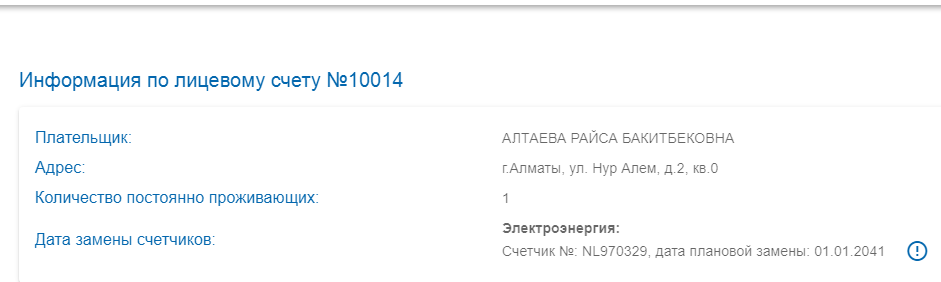 Информация по лицевому счету №10014
Плательщик: АЛТАЕВА РАЙСА БАКИТБЕКОВНА
Адрес: г.Алматы, ул. Нур Алем, д.2, кв.0
Количество постоянно проживающих: 1
Дата замены счетчиков: Электроэнергия:
Счетчик №: NL970329, дата плановой замены: 01.01.2041